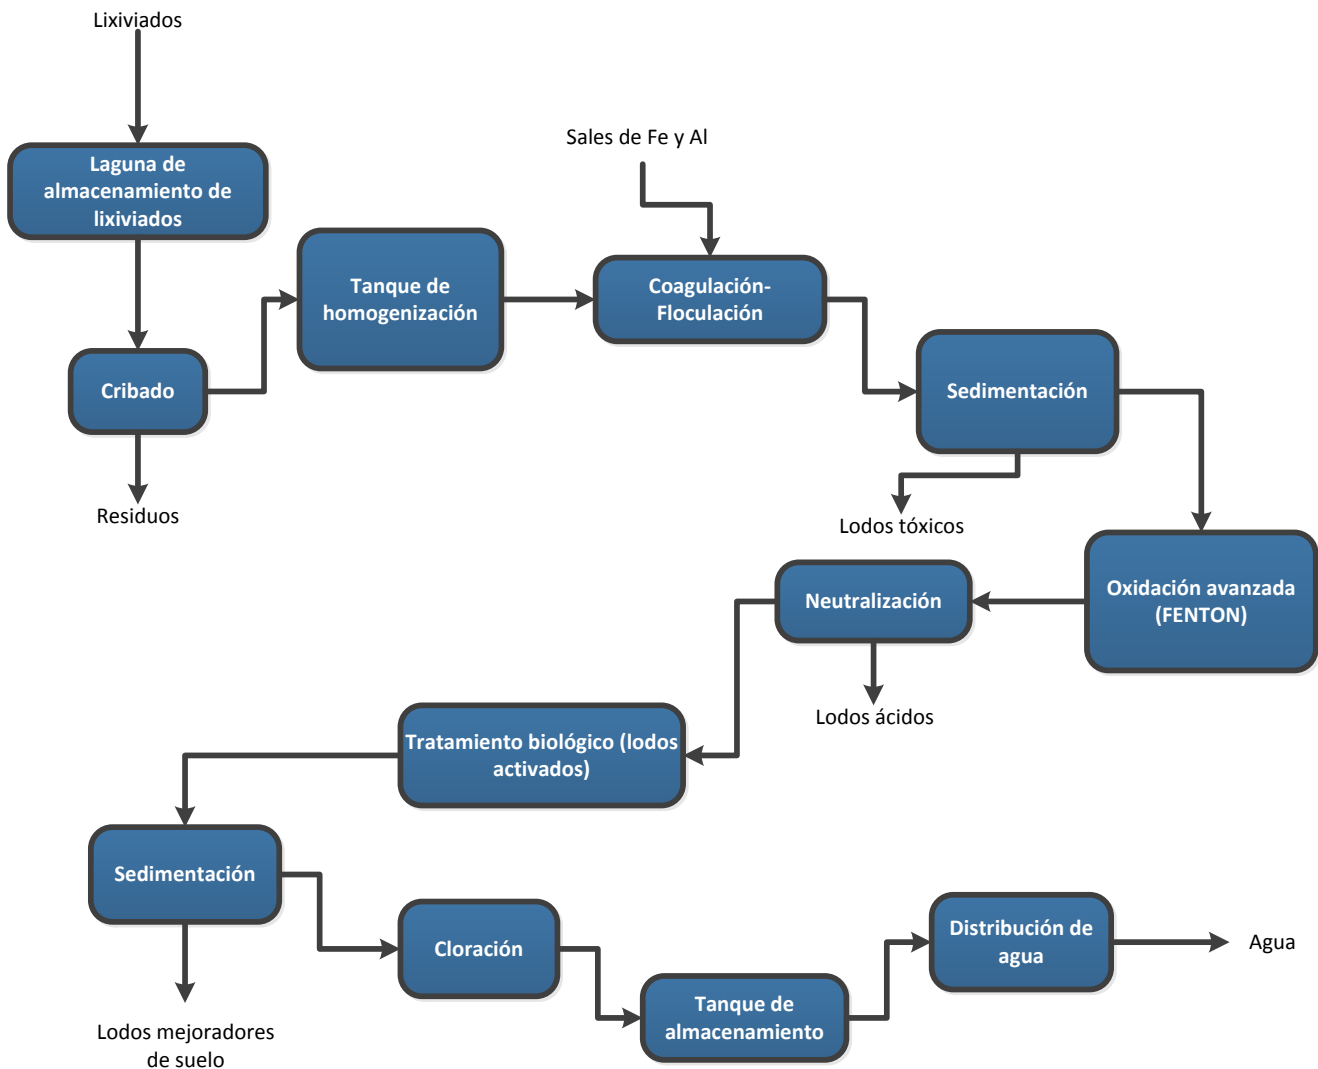 Lixiviados
Laguna de
almacenamiento de
lixiviados
Cribado
Residuos
Tanque de
homogenización
Sales de Fe y Al
Coagulación-
Floculación
Sedimentación
Lodos tóxicos
Oxidación avanzada
(FENTON)
Neutralización
Lodos ácidos
Tratamiento biológico (lodos
activados)
Sedimentación
Lodos mejoradores
de suelo
Cloración
Tanque de
almacenamiento
Distribución de
agua
Agua